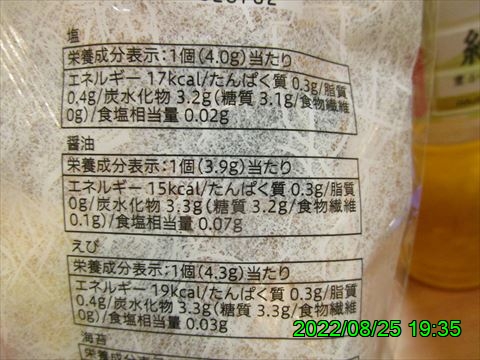 塩
栄養成分表示:1個(4.0g)当たり
エネルギー 17kcal/たんぱく質 0.3g/脂質
0.4g/炭水化物 3.2g(糖質 3.1g/食物繊維
0g)/食塩相当量 0.02g
醤油
栄養成分表示:1個(3.9g)当たり
エネルギー 15kcal/たんぱく質 0.3g/脂質
0g/炭水化物 3.3g(糖質 3.2g/食物繊維
0.1g)/食塩相当量 0.07g
えび
栄養成分表示:1個(4.3g)当たり
エネルギー 19kcal/たんぱく質 0.3g/脂質
0.4g/炭水化物 3.3g(糖質 3.3g/食物繊維
0g)/食塩相当量 0.03g
海苔
2022/08/25 19:35